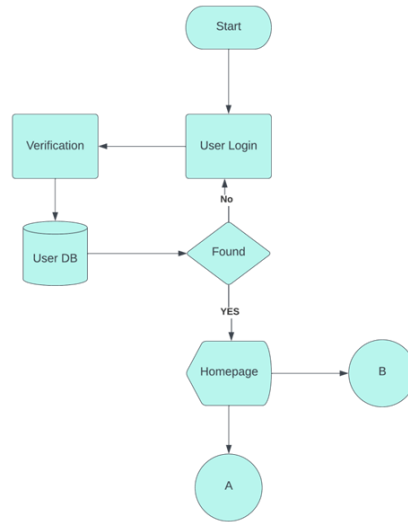 Start
Verification
User Login
No
User DB
Found
YES
Homepage
B
A